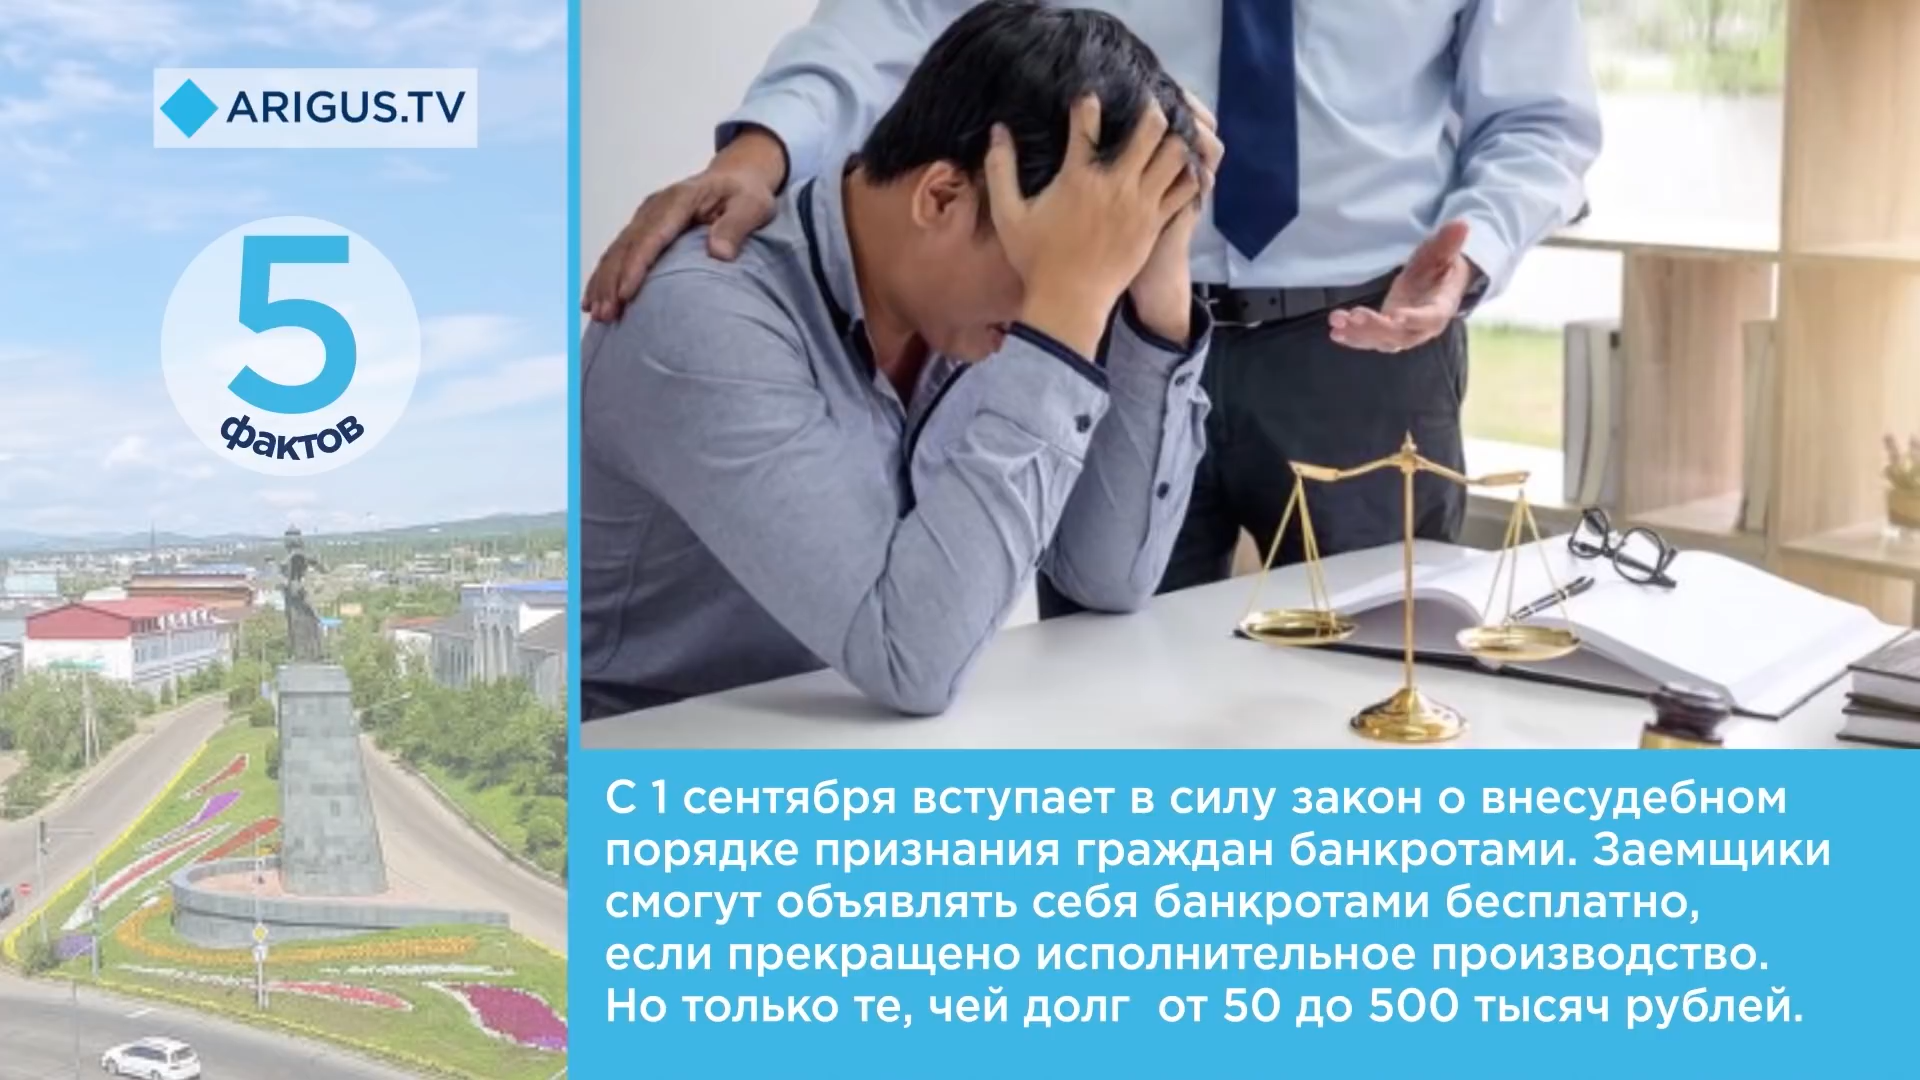 ARIGUS.TV
5
фактов
С 1 сентября вступает в силу закон о внесудебном
порядке признания граждан банкротами. Заемщики
смогут объявлять себя банкротами бесплатно,
если прекращено исполнительное производство.
Но только те, чей долг  от 50 до 500 тысяч рублей.